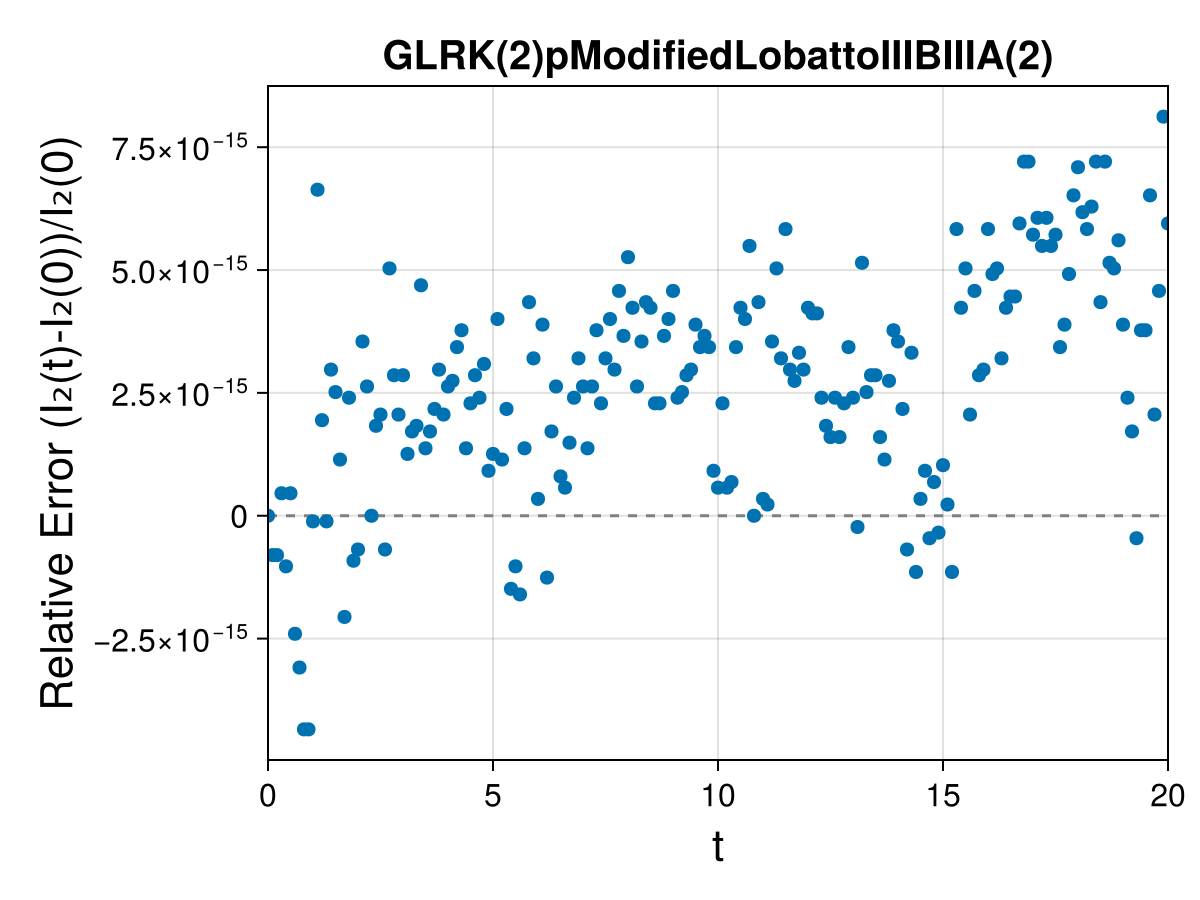 GLRK(2)pModifiedLobattoIIIBIIIA(2)
Relative Error (I₂(t)-I₂(0))/I₂(0)
7.5×10⁻¹⁵
5.0×10⁻¹⁵
2.5×10⁻¹⁵
0
−2.5×10⁻¹⁵
0 5 10 15 20
t